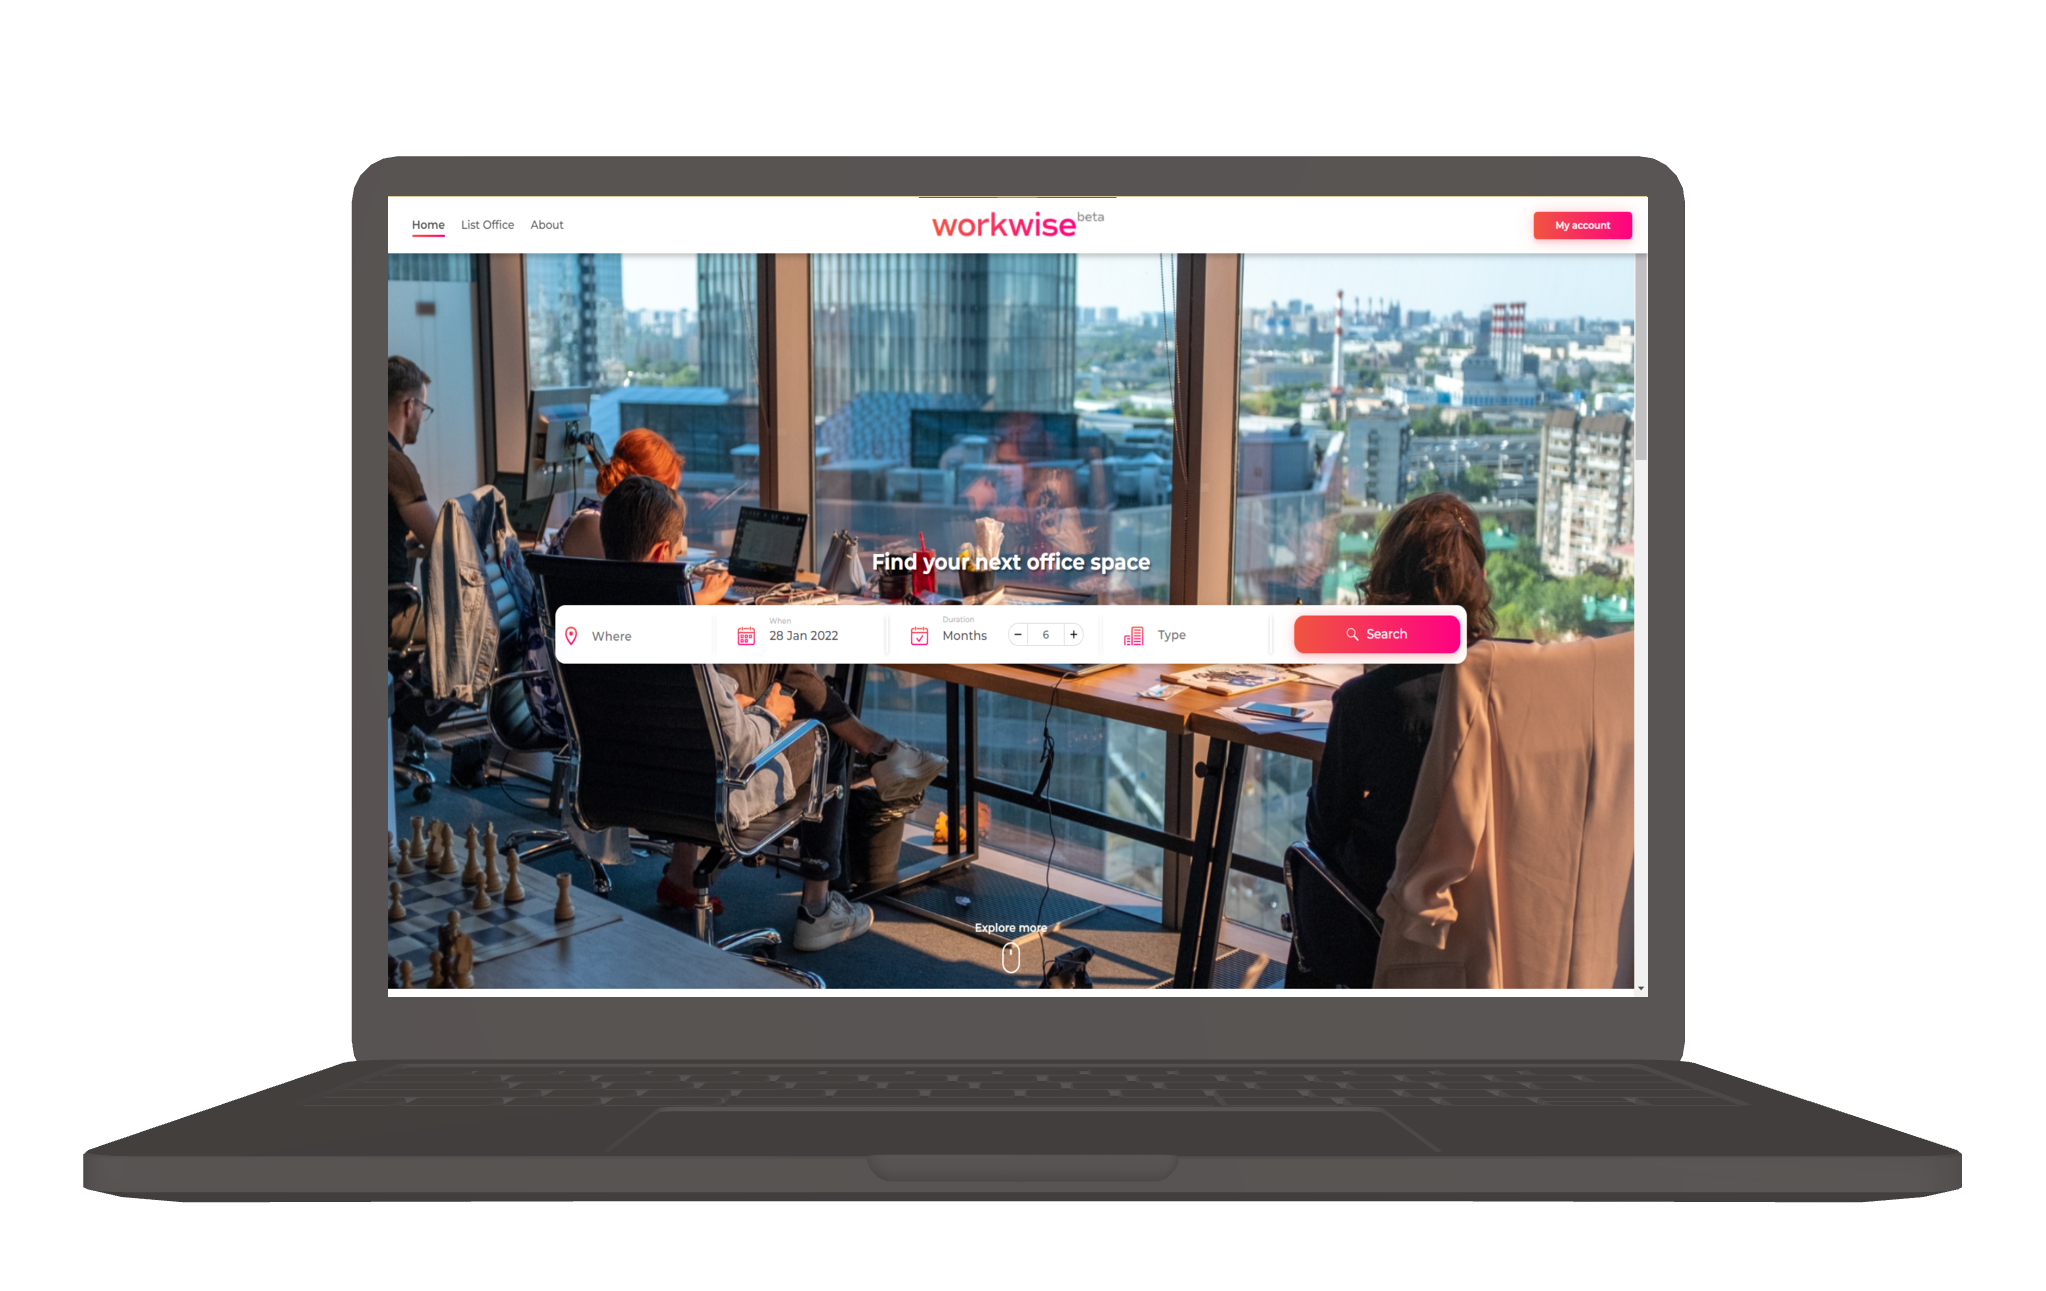 Home List Office About
workwise beta
My account
Find your next office space
Where
When
28 Jan 2022
Duration
Months
− 6 +
Type
Search
Explore more